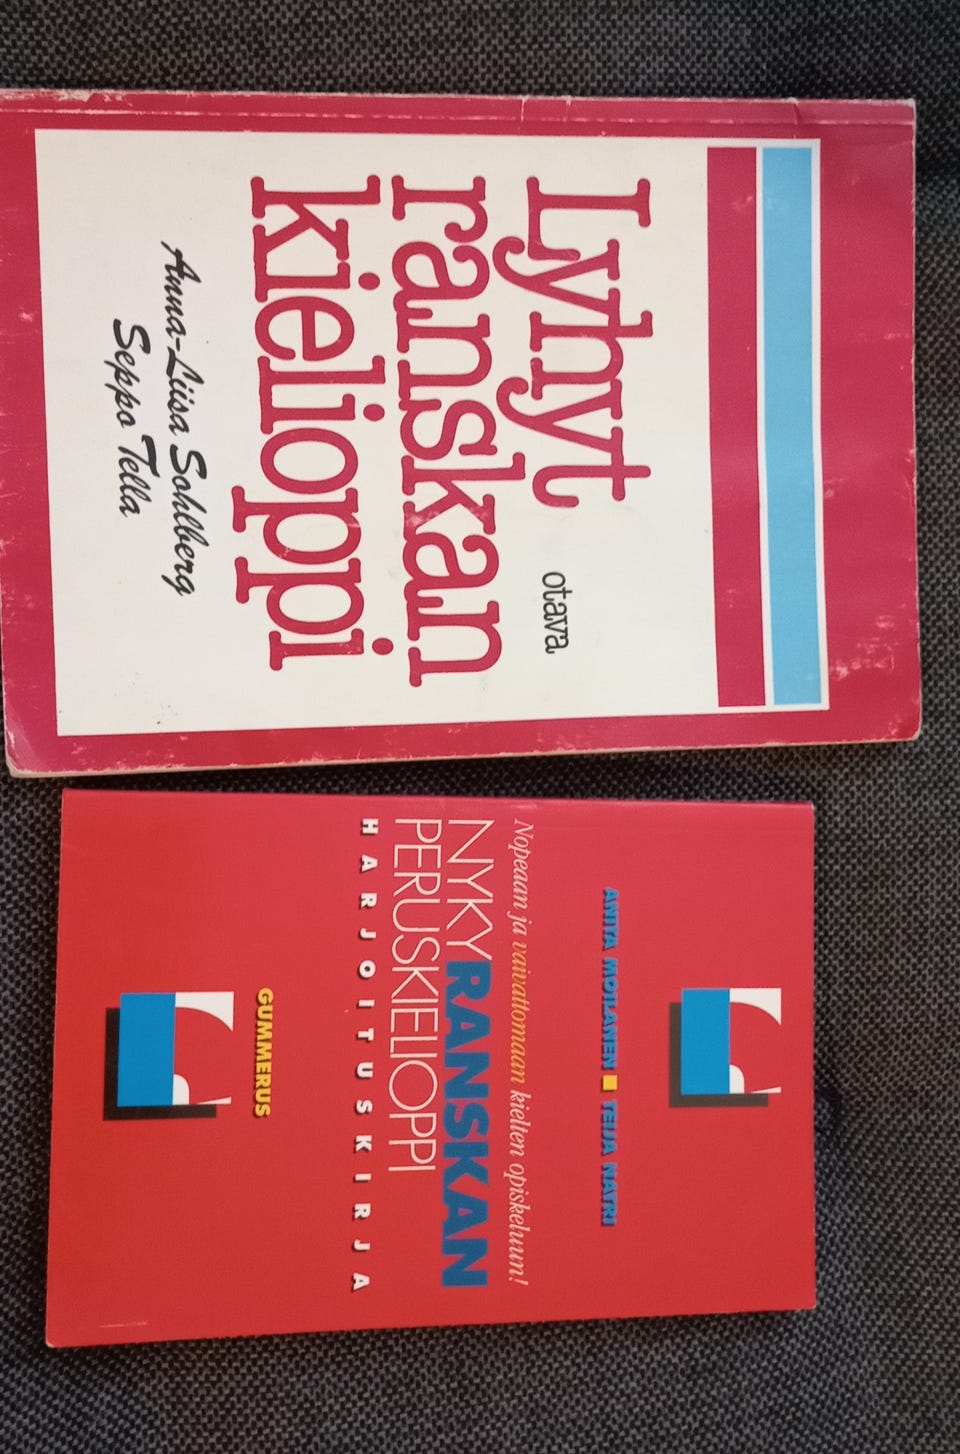 Lyhyt
otava
ranskan
kielioppi
Anna-Liisa Sohlberg
Seppo Tella
ANITA MOILANEN TEIJA NATRI
Nopeaan ja vaivattomaan kielten opiskeluun!
NYKYRANSKAN
PERUSKIELIOPPI
HARJOITUSKIRJA
GUMMERUS